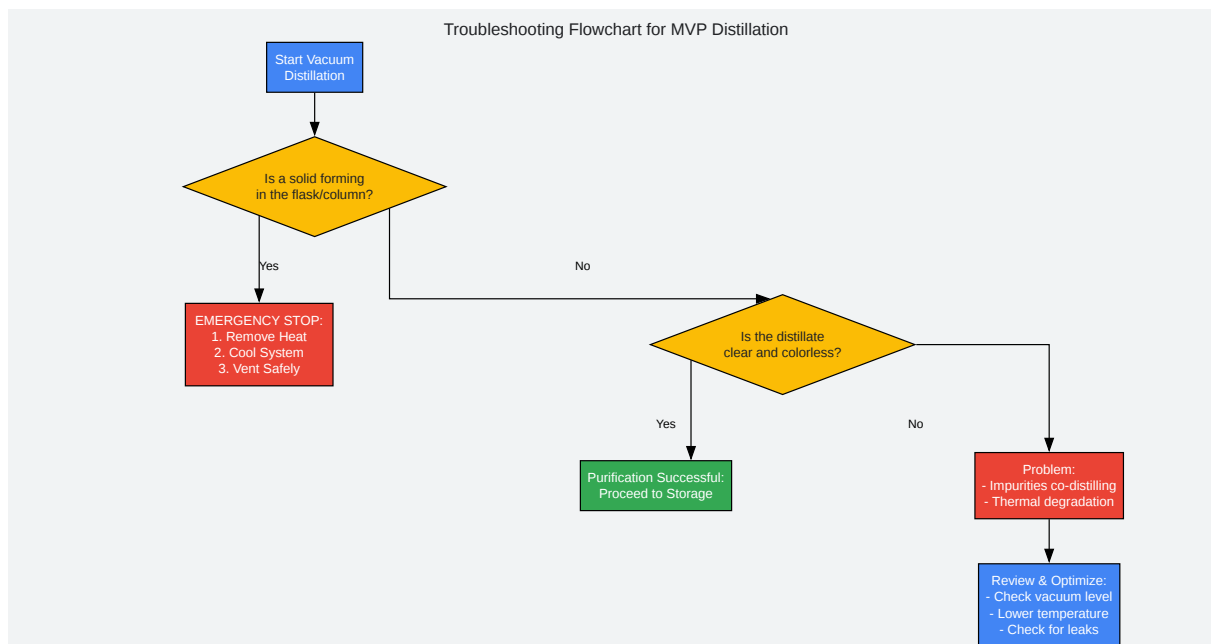 Troubleshooting Flowchart for MVP Distillation
Start Vacuum
Distillation
Is a solid forming
in the flask/column?
Yes
No
EMERGENCY STOP:
1. Remove Heat
2. Cool System
3. Vent Safely
Is the distillate
clear and colorless?
Yes
No
Purification Successful:
Proceed to Storage
Problem:
- Impurities co-distilling
- Thermal degradation
Review & Optimize:
- Check vacuum level
- Lower temperature
- Check for leaks